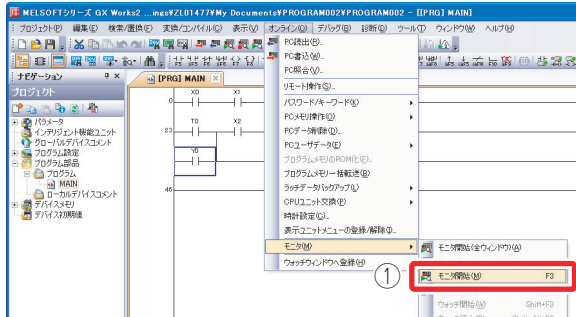 MELSOFTシリーズ GX Works2 ...ings¥ZL01477¥My Documents¥PROGRAM002¥PROGRAM002 - [[PRG] MAIN]
プロジェクト(P) 編集(E) 検索/置換(F) 変換/コンパイル(C) 表示(V) オンライン(O) デバッグ(B) 診断(D) ツール(T) ウィンドウ(W) ヘルプ(H)
ナビゲーション
プロジェクト
パラメータ
インテリジェント機能ユニット
グローバルデバイスコメント
プログラム設定
プログラム部品
プログラム
MAIN
ローカルデバイスコメント
デバイスメモリ
デバイス初期値
[PRG] MAIN
X0 X1
0
T0 X2
23
Y0
46
PC読出(R)...
PC書込(W)...
PC照合(V)...
リモート操作(S)...
パスワード/キーワード(K)
PCメモリ操作(O)
PCデータ削除(D)...
PCユーザデータ(E)
プログラムメモリのROM化(E)...
プログラムメモリ一括転送(B)
ラッチデータバックアップ(L)
CPUユニット交換(P)
時計設定(C)...
表示ユニットメニューの登録/解除(I)...
モニタ(M)
ウォッチウィンドウへ登録(H)
モニタ開始(全ウィンドウ)(A)
① モニタ開始(M) F3
ウォッチ開始(W) Shift+F3